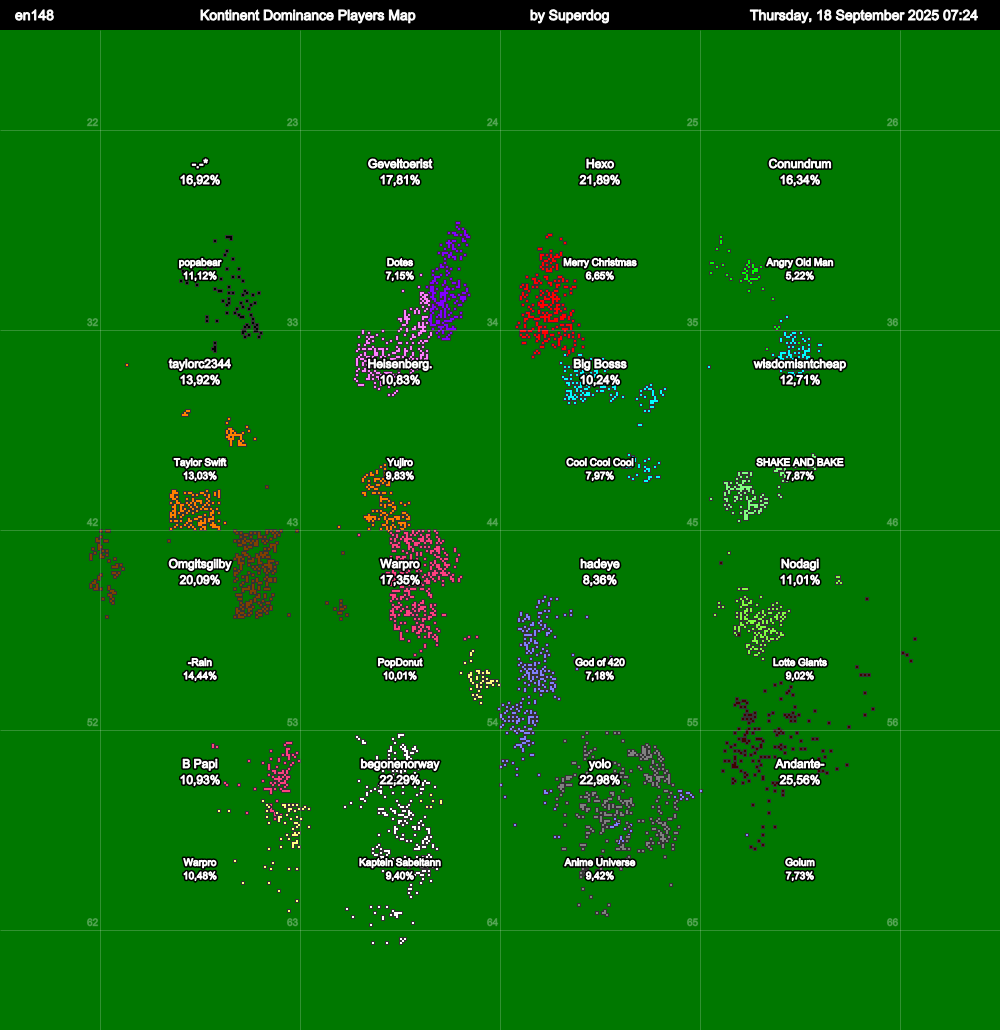 en148 Kontinent Dominance Players Map by Superdog Thursday, 18 September 2025 07:24
22 23 24 25 26
--* Geveltoerist Hexo Conundrum
16,92% 17,81% 21,89% 16,34%
popabear Dotes Merry Christmas Angry Old Man
11,12% 7,15% 6,65% 5,22%
32 33 34 35 36
taylorc2344 Heisenberg. Big Bosss wisdomisntcheap
13,92% 10,83% 10,24% 12,71%
Taylor Swift Yujiro Cool Cool Cool SHAKE AND BAKE
13,03% 9,83% 7,97% 7,87%
42 43 44 45 46
Omgitsgilby Warpro hadeye Nodagi
20,09% 17,35% 8,36% 11,01%
-Rain PopDonut God of 420 Lotte Giants
14,44% 10,01% 7,18% 9,02%
52 53 54 55 56
B Papi begonenorway yolo Andante-
10,93% 22,29% 22,98% 25,56%
Warpro Kaptein Sabeltann Anime Universe Golum
10,48% 9,40% 9,42% 7,73%
62 63 64 65 66